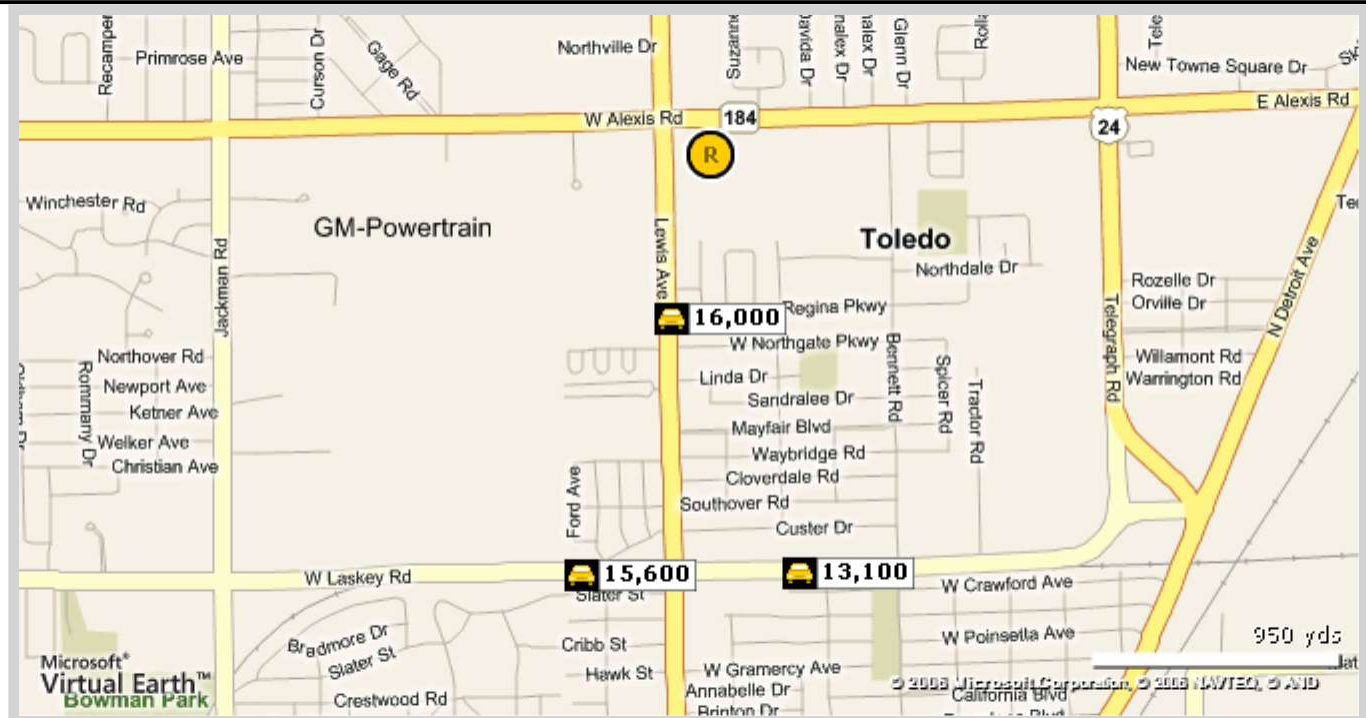 Recamper
Primrose Ave
Curson Dr
Gage Rd
Northville Dr
Glenn Dr
New Towne Square Dr
W Alexis Rd
184
E Alexis Rd
24
R
Winchester Rd
GM-Powertrain
Jackman Rd
Lewis Ave
Toledo
Northdale Dr
N Detroit Ave
Rozelle Dr
Orville Dr
Telegraph Rd
16,000
Regina Pkwy
W Northgate Pkwy
Bennett Rd
Spicer Rd
Tractor Rd
Willamont Rd
Warrington Rd
Northover Rd
Rommany Dr
Newport Ave
Ketner Ave
Welker Ave
Christian Ave
Linda Dr
Sandralee Dr
Mayfair Blvd
Waybridge Rd
Cloverdale Rd
Southover Rd
Custer Dr
Ford Ave
W Laskey Rd
15,600
13,100
Slater St
W Crawford Ave
Bradmore Dr
Slater St
Cribb St
W Poinsetta Ave
950 yds
Microsoft®
Virtual Earth™
Bowman Park
Crestwood Rd
Hawk St
W Gramercy Ave
Annabelle Dr
Brinton Dr
© 2006 Microsoft Corporation, © 2006 NAVTEQ, © AND
California Blvd